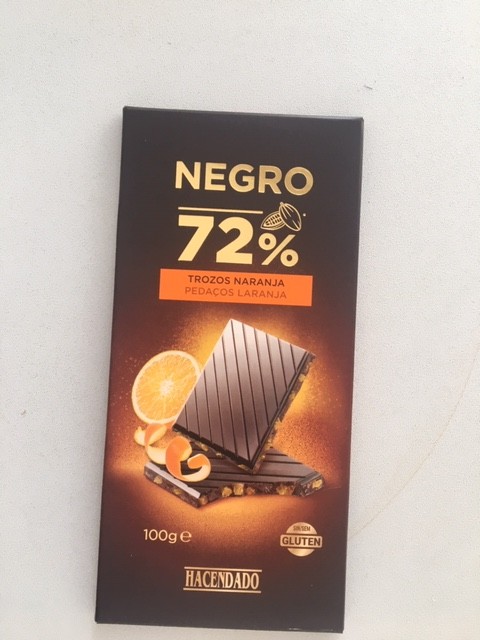 NEGRO
72%
TROZOS NARANJA
PEDAÇOS LARANJA
100g e
SIN/SEM
GLUTEN
HACENDADO